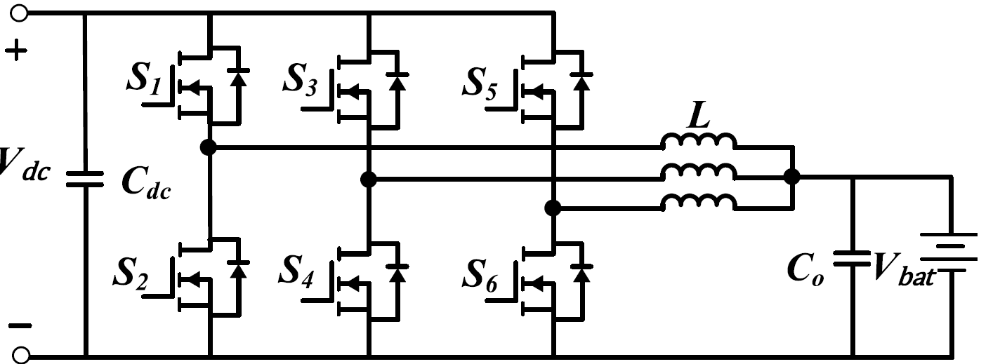 +
S1
S3
S5
L
Vdc
Cdc
S2
S4
S6
Co
Vbat
−